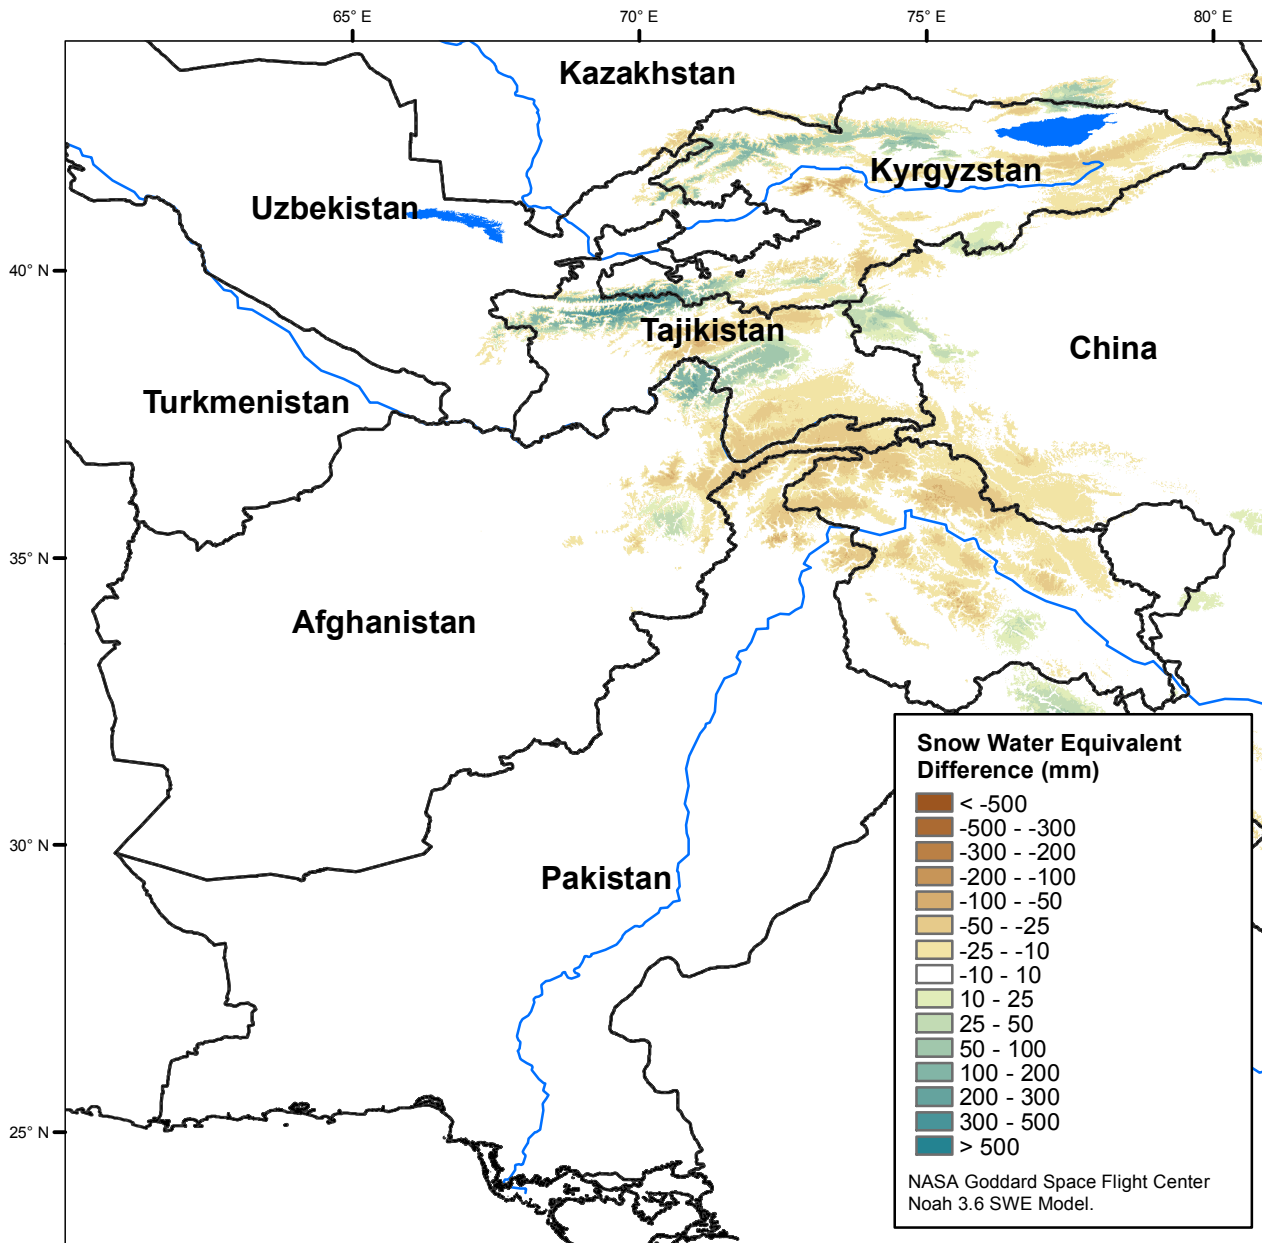 65° E
70° E
75° E
80° E
Kazakhstan
Kyrgyzstan
Uzbekistan
40° N
Tajikistan
China
Turkmenistan
35° N
Afghanistan
Snow Water Equivalent
Difference (mm)
< -500
-500 - -300
-300 - -200
-200 - -100
-100 - -50
-50 - -25
-25 - -10
-10 - 10
10 - 25
25 - 50
50 - 100
100 - 200
200 - 300
300 - 500
> 500
NASA Goddard Space Flight Center
Noah 3.6 SWE Model.
30° N
Pakistan
25° N